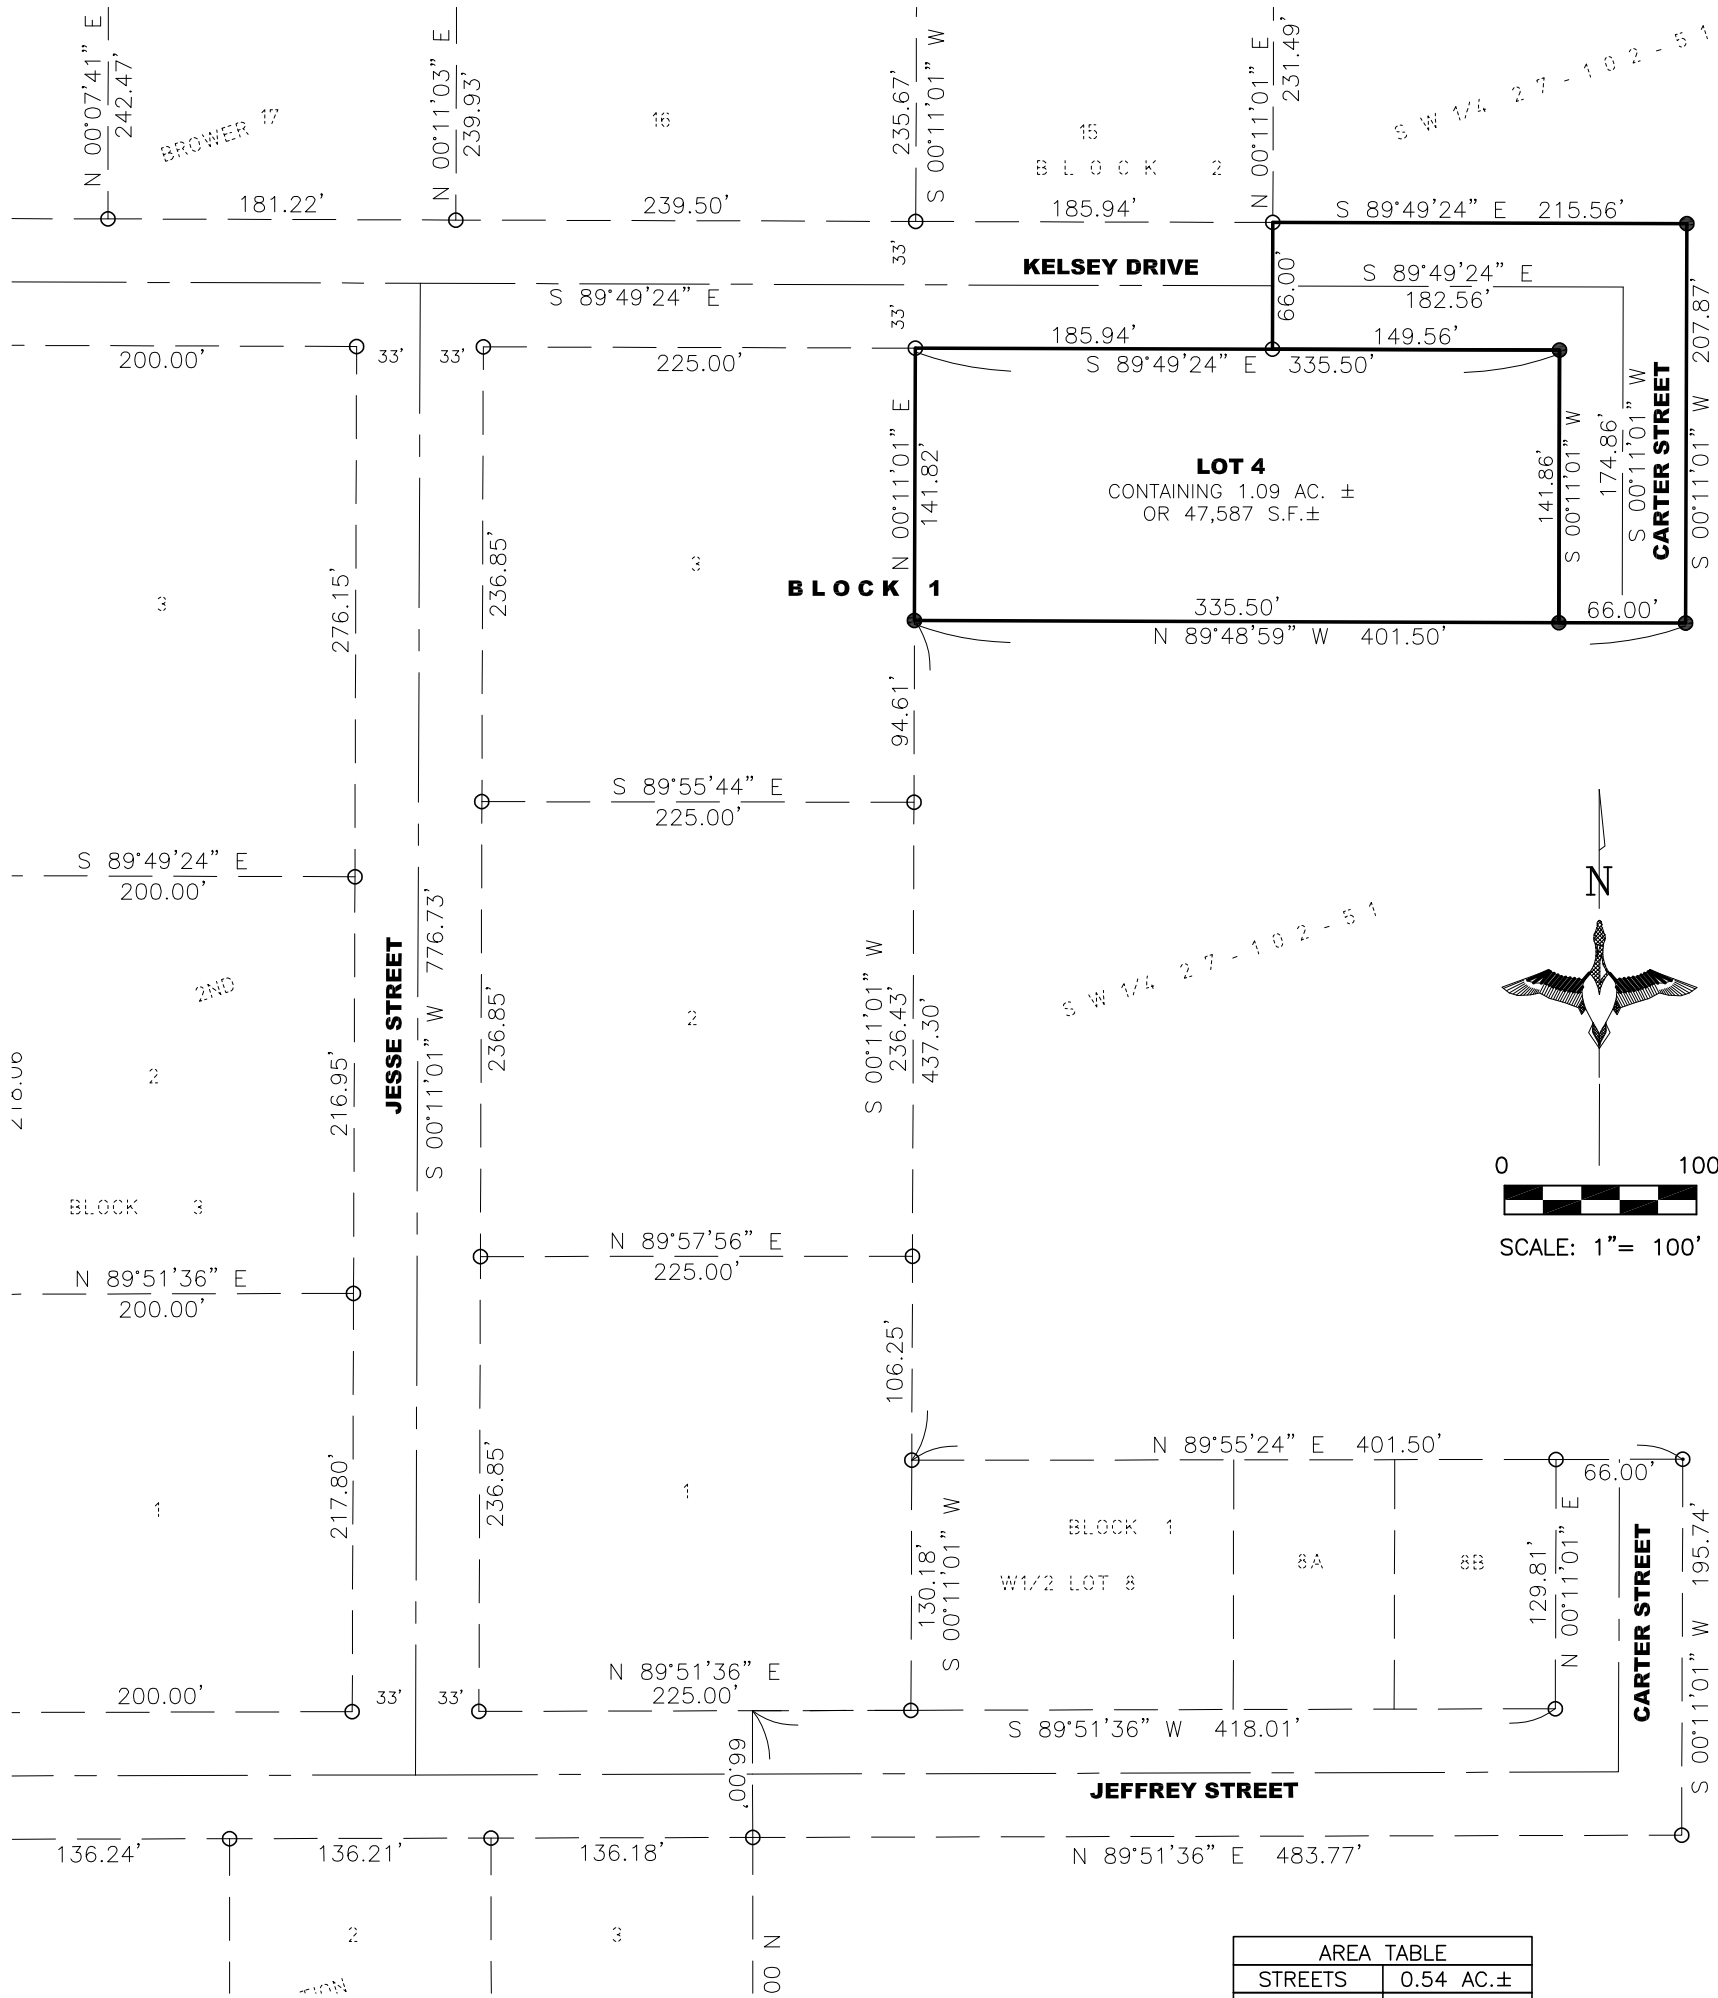 N 00°07'41" E
242.47'
N 00°11'03" E
239.93'
235.67'
S 00°11'01" W
N 00°11'01" E
231.49'
S W 1/4 27-102-51
BROWER 17
16
15
BLOCK 2
181.22'
239.50'
185.94'
S 89°49'24" E 215.56'
33'
KELSEY DRIVE
66.00'
S 89°49'24" E
182.56'
S 89°49'24" E
33'
200.00'
33'
33'
225.00'
185.94'
149.56'
S 89°49'24" E 335.50'
207.87'
S 00°11'01" W
CARTER STREET
174.86'
S 00°11'01" W
141.86'
S 00°11'01" W
N 00°11'01" E
141.82'
LOT 4
CONTAINING 1.09 AC. ±
OR 47,587 S.F.±
3
276.15'
236.85'
3
BLOCK 1
335.50'
66.00'
N 89°48'59" W 401.50'
94.61'
S 89°55'44" E
225.00'
S 89°49'24" E
200.00'
N
JESSE STREET
S 00°11'01" W 776.73'
2ND
2
216.95'
236.85'
2
S 00°11'01" W
236.43'
437.30'
S W 1/4 27-102-51
218.06
BLOCK 3
0 100
SCALE: 1"= 100'
N 89°57'56" E
225.00'
N 89°51'36" E
200.00'
106.25'
N 89°55'24" E 401.50'
66.00'
1
217.80'
236.85'
1
130.18'
S 00°11'01" W
BLOCK 1
W1/2 LOT 8
8A
8B
129.81'
N 00°11'01" E
CARTER STREET
S 00°11'01" W 195.74'
200.00'
33'
33'
N 89°51'36" E
225.00'
S 89°51'36" W 418.01'
66.00'
JEFFREY STREET
136.24'
136.21'
136.18'
N 89°51'36" E 483.77'
2
3
N 00
TION
AREA TABLE
STREETS 0.54 AC.±